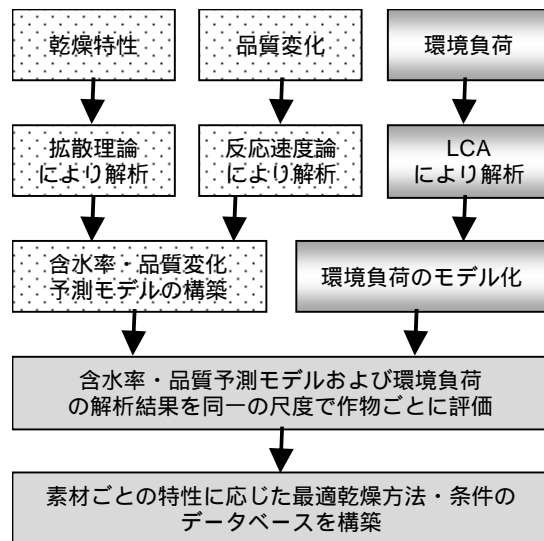 乾燥特性
品質変化
環境負荷
拡散理論
により解析
反応速度論
により解析
LCA
により解析
含水率・品質変化
予測モデルの構築
環境負荷のモデル化
含水率・品質予測モデルおよび環境負荷
の解析結果を同一の尺度で作物ごとに評価
素材ごとの特性に応じた最適乾燥方法・条件の
データベースを構築